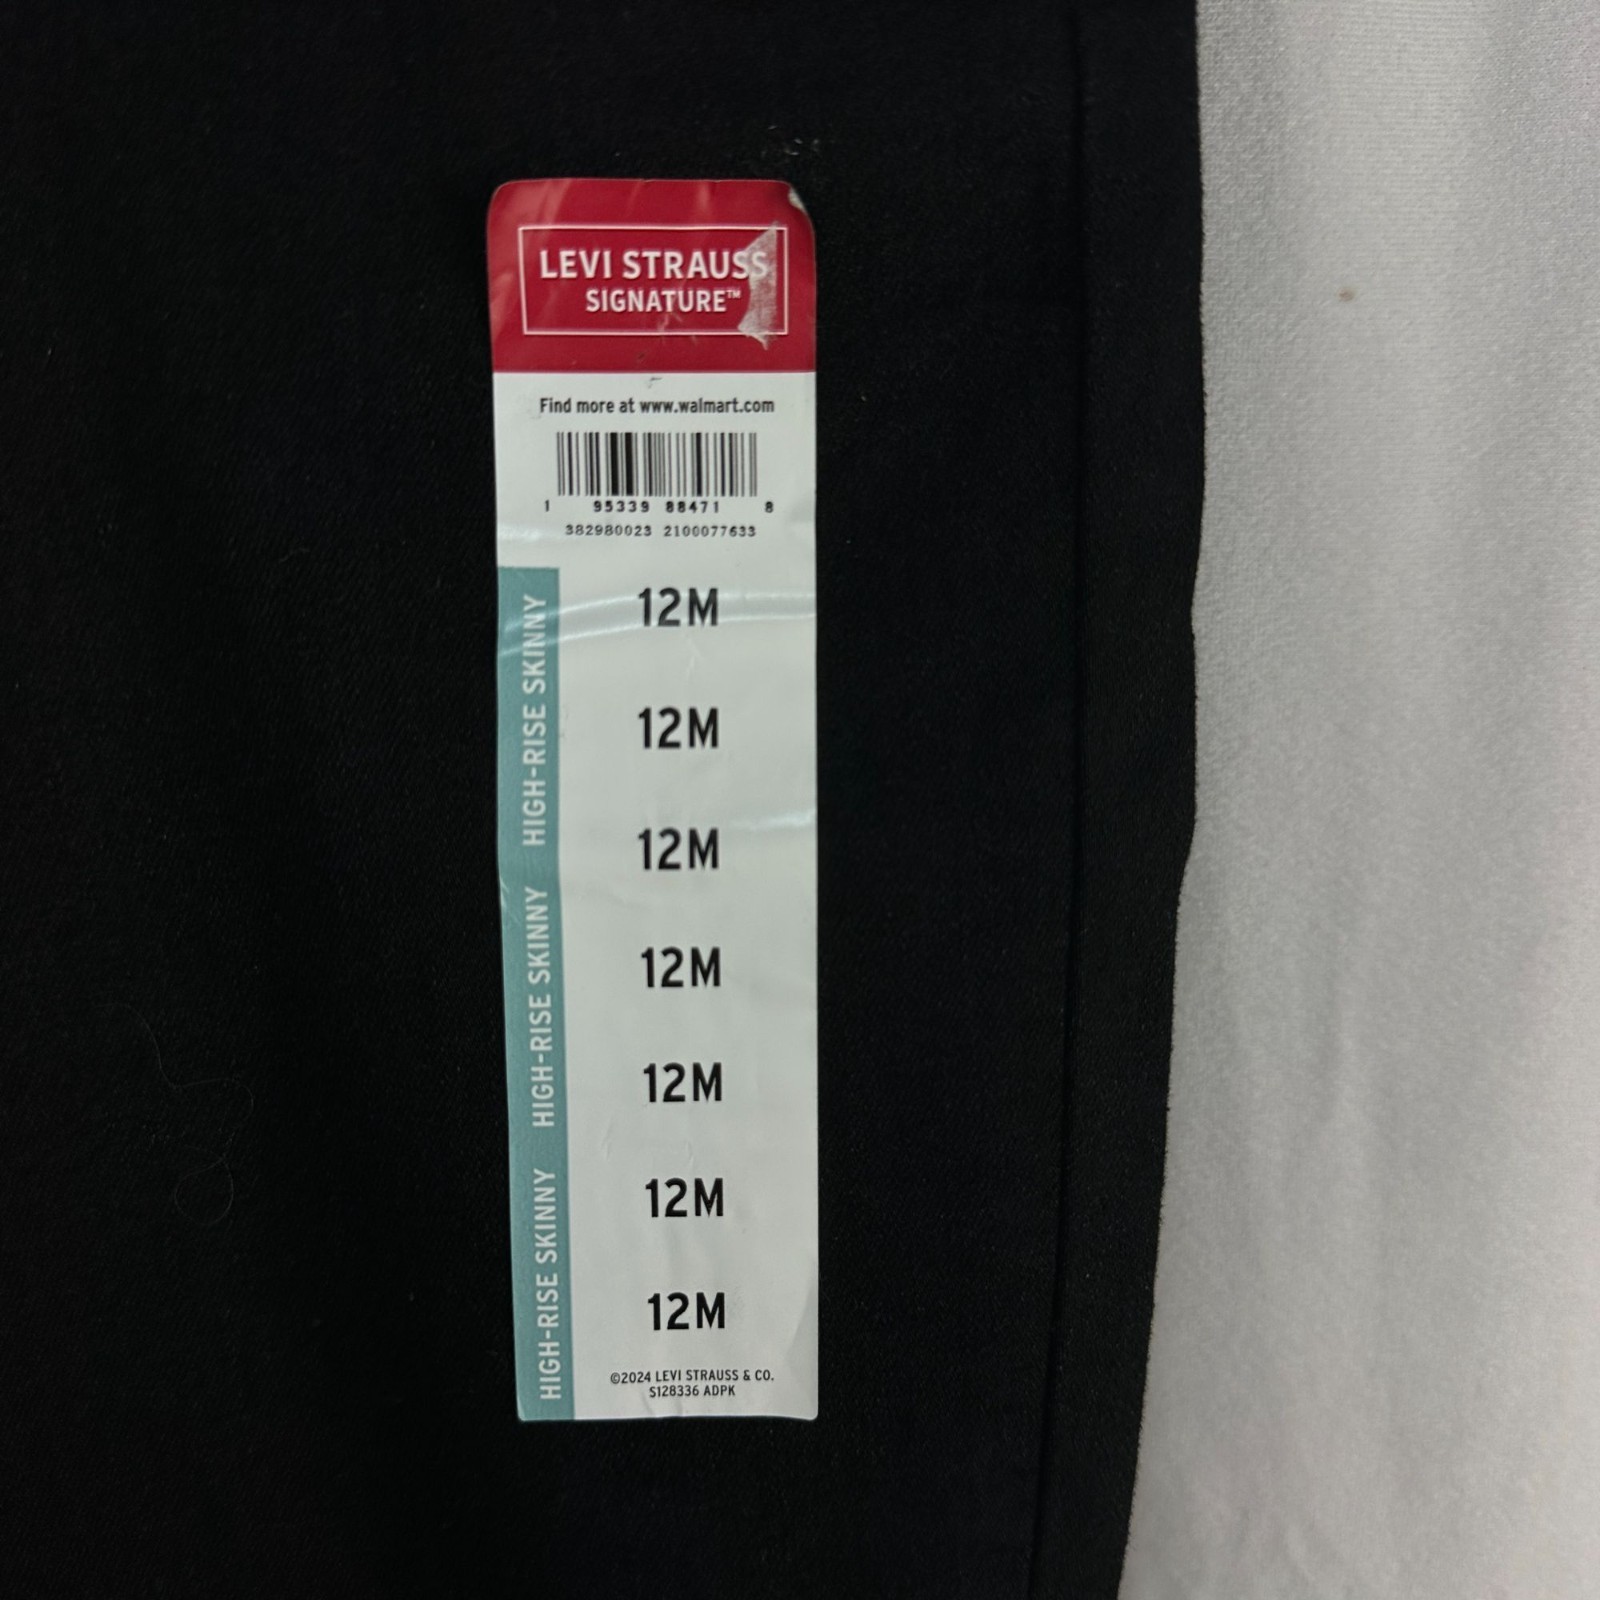 LEVI STRAUSS
SIGNATURE™
Find more at www.walmart.com
1 95339 88471 8
382980023 2100077633
HIGH-RISE SKINNY HIGH-RISE SKINNY HIGH-RISE SKINNY
12M
12M
12M
12M
12M
12M
12M
©2024 LEVI STRAUSS & CO.
S128336 ADPK